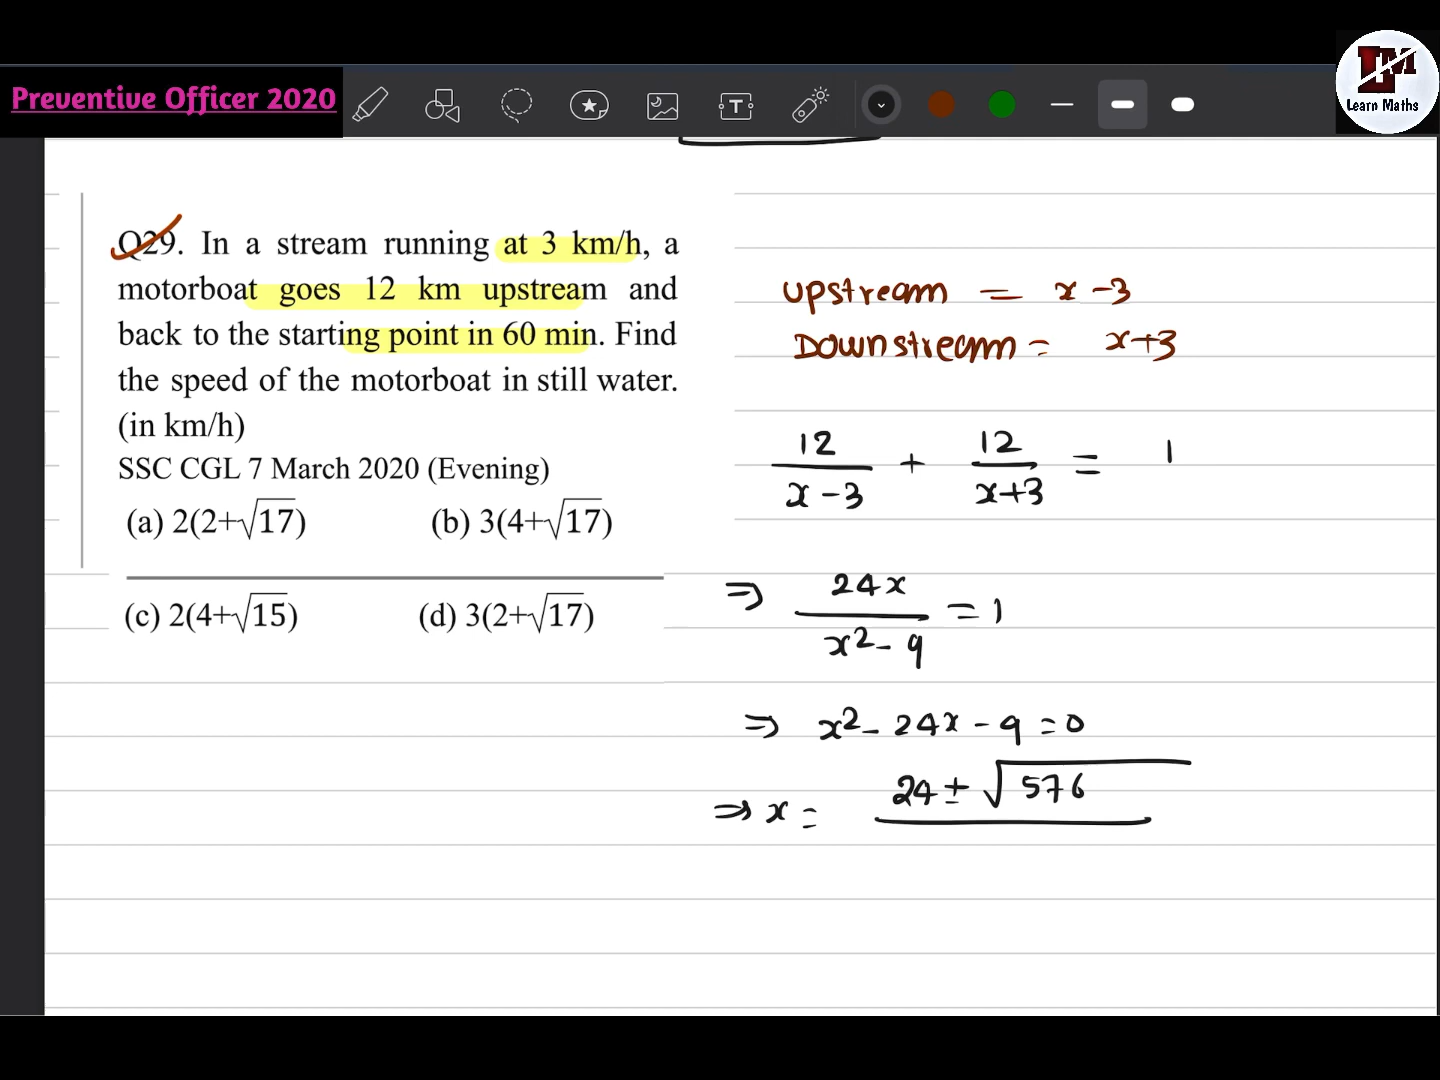 Preventive Officer 2020
T
LM
Learn Maths
Q29. In a stream running at 3 km/h, a
motorboat goes 12 km upstream and
back to the starting point in 60 min. Find
the speed of the motorboat in still water.
(in km/h)
SSC CGL 7 March 2020 (Evening)
(a) 2(2+√17) (b) 3(4+√17)
(c) 2(4+√15) (d) 3(2+√17)
Upstream = x - 3
Downstream = x+3
12/(x - 3) + 12/(x+3) = 1
⇒ 24x/(x² - 9) = 1
⇒ x² - 24x - 9 = 0
⇒ x = 24 ± √576